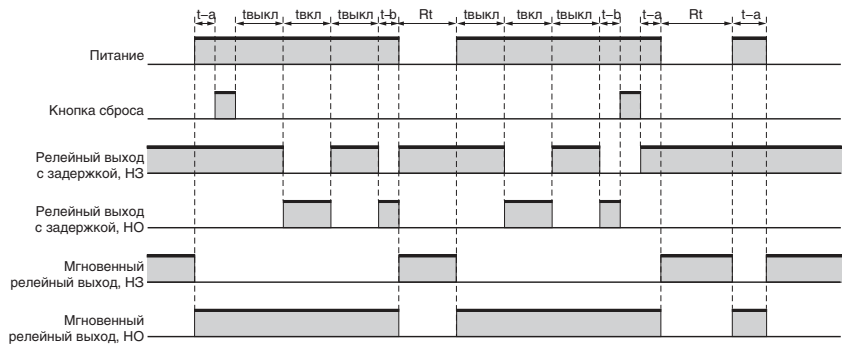 t–a tвыкл tвкл tвыкл t–b Rt tвыкл tвкл tвыкл t–b t–a Rt t–a
Питание
Кнопка сброса
Релейный выход
с задержкой, НЗ
Релейный выход
с задержкой, НО
Мгновенный
релейный выход, НЗ
Мгновенный
релейный выход, НО